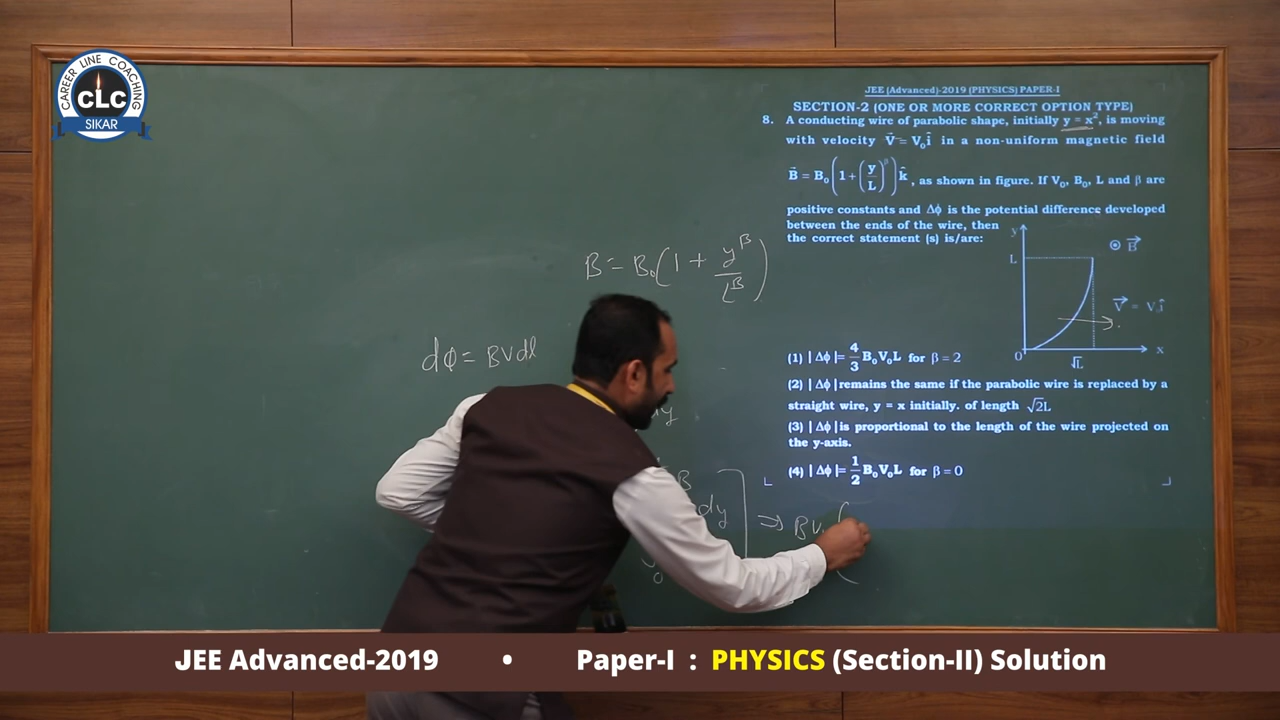 CAREER LINE COACHING
CLC
SIKAR
JEE (Advanced)-2019 (PHYSICS) PAPER-I
SECTION-2 (ONE OR MORE CORRECT OPTION TYPE)
8. A conducting wire of parabolic shape, initially y = x², is moving
with velocity V⃗ = V₀î in a non-uniform magnetic field
B⃗ = B₀(1+(y/L)^β)k̂, as shown in figure. If V₀, B₀, L and β are
positive constants and Δϕ is the potential difference developed
between the ends of the wire, then
the correct statement (s) is/are:
y
B⃗
L
V⃗ = V₀î
0
√L
x
(1) |Δϕ|= 4/3 B₀V₀L for β = 2
(2) |Δϕ| remains the same if the parabolic wire is replaced by a
straight wire, y = x initially. of length √2L
(3) |Δϕ| is proportional to the length of the wire projected on
the y-axis.
(4) |Δϕ|= 1/2 B₀V₀L for β = 0
B = B₀(1 + y^β/L^β)
dϕ = BVdl
dy
β
dy
0
⇒ BV₀(
JEE Advanced-2019 • Paper-I : PHYSICS (Section-II) Solution